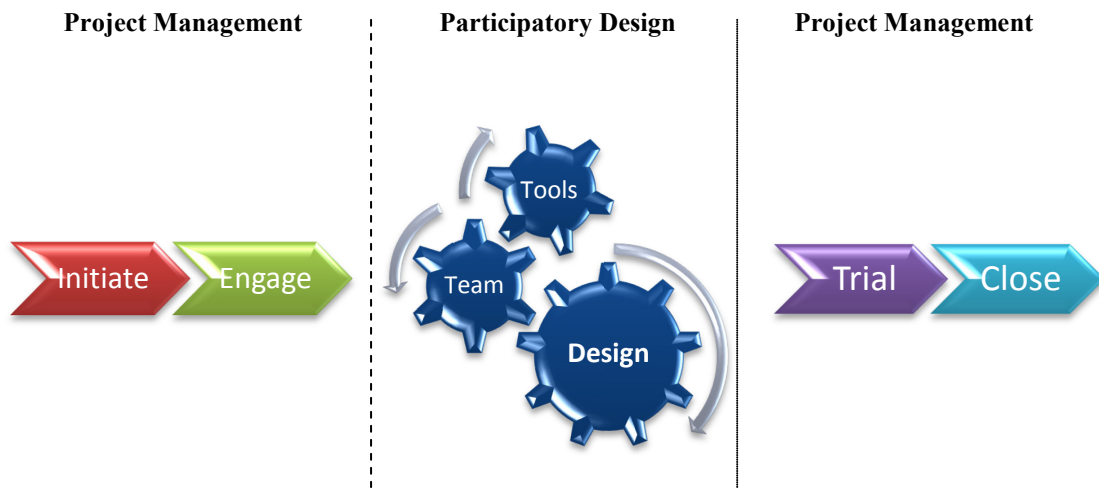 Project Management
Participatory Design
Project Management
Initiate
Engage
Tools
Team
Design
Trial
Close